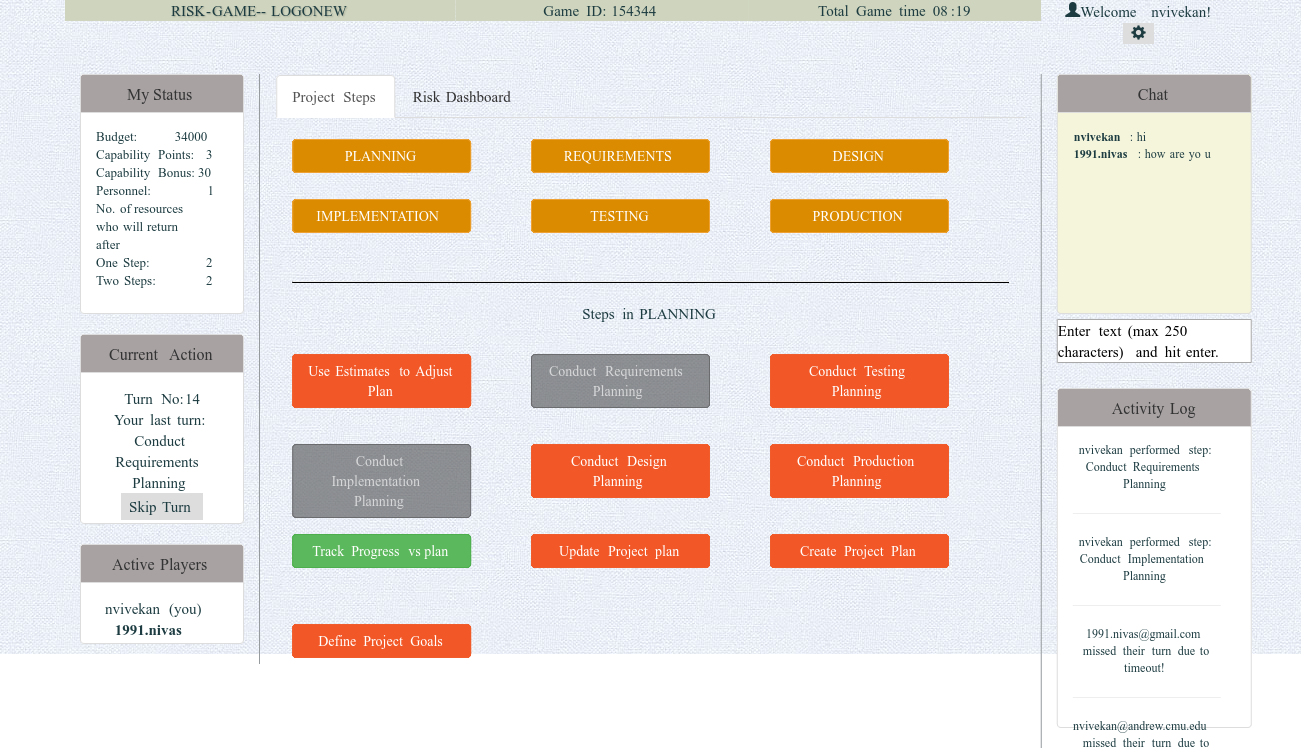 RISK-GAME-- LOGONEW Game ID: 154344 Total Game time 08:19 Welcome nvivekan!
My Status
Budget: 34000
Capability Points: 3
Capability Bonus: 30
Personnel: 1
No. of resources
who will return
after
One Step: 2
Two Steps: 2
Current Action
Turn No:14
Your last turn:
Conduct
Requirements
Planning
Skip Turn
Active Players
nvivekan (you)
1991.nivas
Project Steps Risk Dashboard
PLANNING REQUIREMENTS DESIGN
IMPLEMENTATION TESTING PRODUCTION
Steps in PLANNING
Use Estimates to Adjust
Plan
Conduct Requirements
Planning
Conduct Testing
Planning
Conduct
Implementation
Planning
Conduct Design
Planning
Conduct Production
Planning
Track Progress vs plan
Update Project plan
Create Project Plan
Define Project Goals
Chat
nvivekan : hi
1991.nivas : how are yo u
Enter text (max 250
characters) and hit enter.
Activity Log
nvivekan performed step:
Conduct Requirements
Planning
nvivekan performed step:
Conduct Implementation
Planning
1991.nivas@gmail.com
missed their turn due to
timeout!
nvivekan@andrew.cmu.edu
missed their turn due to